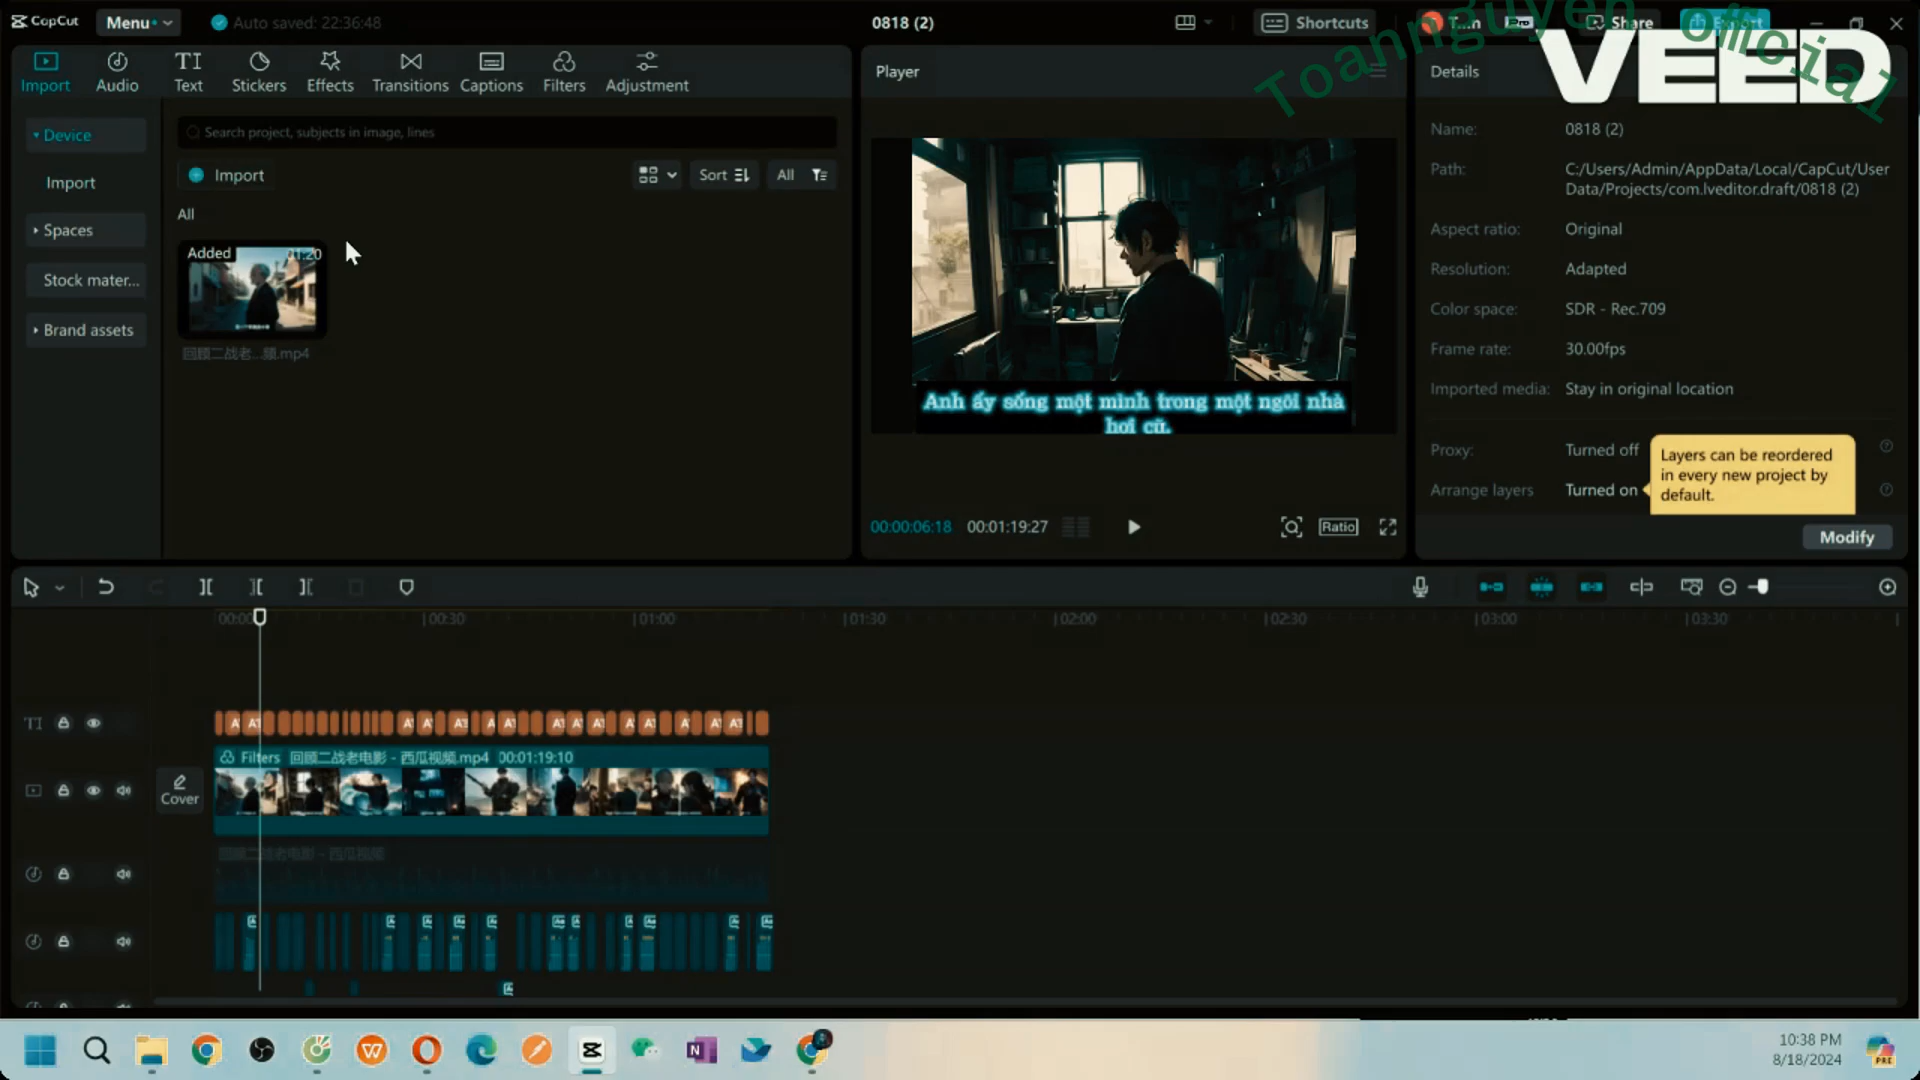 CapCut
Menu
Auto saved: 22:36:48
0818 (2)
Shortcuts
Pro
Share
Export
Toannguyen official
VEED
Import
Audio
TI
Text
Stickers
Effects
Transitions
Captions
Filters
Adjustment
Player
Details
Device
Import
Spaces
Stock mater...
Brand assets
Search project, subjects in image, lines
Import
Sort
All
All
Added
01:20
回顾二战老...频.mp4
Anh ấy sống một mình trong một ngôi nhà
hơi cũ.
00:00:06:18
00:01:19:27
Ratio
Name:
0818 (2)
Path:
C:/Users/Admin/AppData/Local/CapCut/User
Data/Projects/com.lveditor.draft/0818 (2)
Aspect ratio:
Original
Resolution:
Adapted
Color space:
SDR - Rec.709
Frame rate:
30.00fps
Imported media:
Stay in original location
Proxy:
Turned off
Arrange layers
Turned on
Layers can be reordered
in every new project by
default.
Modify
00:30
01:00
01:30
02:00
02:30
03:00
03:30
TI
Cover
Filters
回顾二战老电影 - 西瓜视频.mp4
00:01:19:10
回顾二战老电影 - 西瓜视频
10:38 PM
8/18/2024
PRE